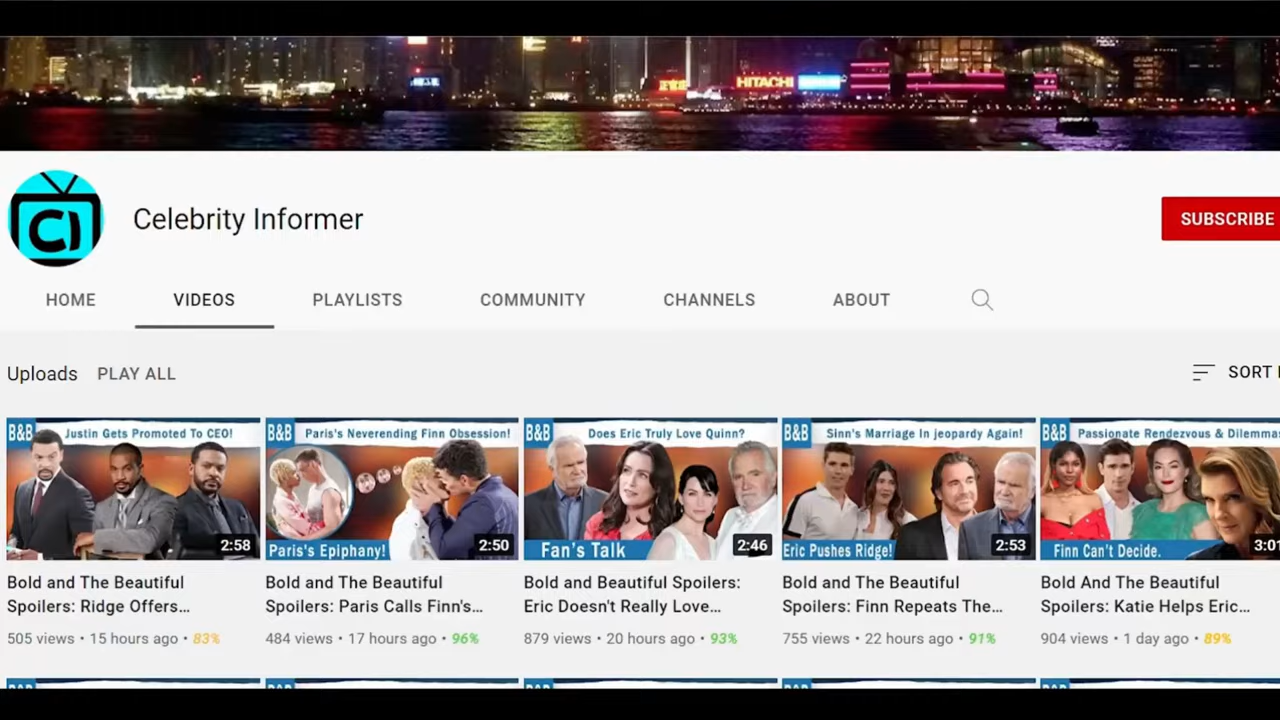 HITACHI
CI
Celebrity Informer
SUBSCRIBE
HOME
VIDEOS
PLAYLISTS
COMMUNITY
CHANNELS
ABOUT
Uploads
PLAY ALL
SORT
B&B
Justin Gets Promoted To CEO!
2:58
B&B
Paris's Neverending Finn Obsession!
Paris's Epiphany!
2:50
B&B
Does Eric Truly Love Quinn?
Fan's Talk
2:46
B&B
Sinn's Marriage In jeopardy Again!
Eric Pushes Ridge!
2:53
B&B
Passionate Rendezvous & Dilemma
Finn Can't Decide.
3:01
Bold and The Beautiful
Spoilers: Ridge Offers...
505 views • 15 hours ago • 83%
Bold and The Beautiful
Spoilers: Paris Calls Finn's...
484 views • 17 hours ago • 96%
Bold and Beautiful Spoilers:
Eric Doesn't Really Love...
879 views • 20 hours ago • 93%
Bold and The Beautiful
Spoilers: Finn Repeats The...
755 views • 22 hours ago • 91%
Bold And The Beautiful
Spoilers: Katie Helps Eric...
904 views • 1 day ago • 89%